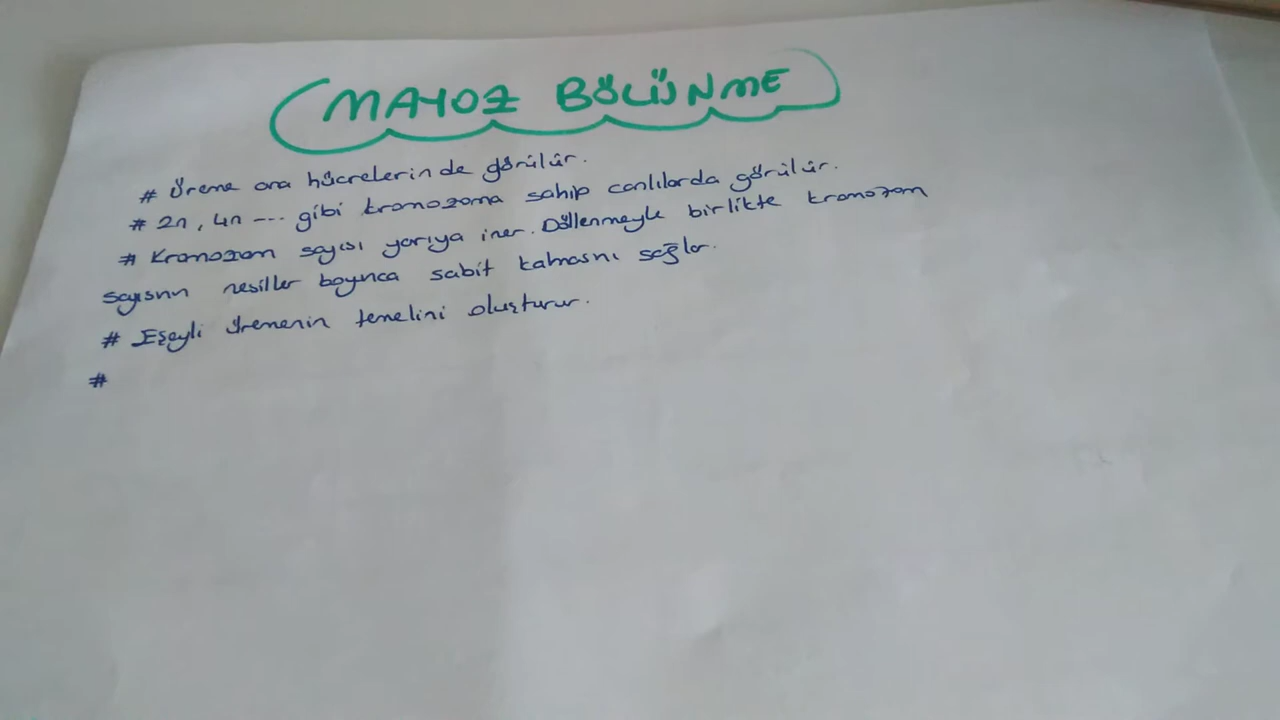 MAYOZ BÖLÜNME
# Üreme ana hücrelerinde görülür.
# 2n, 4n --- gibi kromozoma sahip canlılarda görülür.
# Kromozom sayısı yarıya iner. Döllenmeyle birlikte kromozom
sayısnın nesiller boyunca sabit kalmasını sağlar.
# Eşeyli üremenin temelini oluşturur.
#